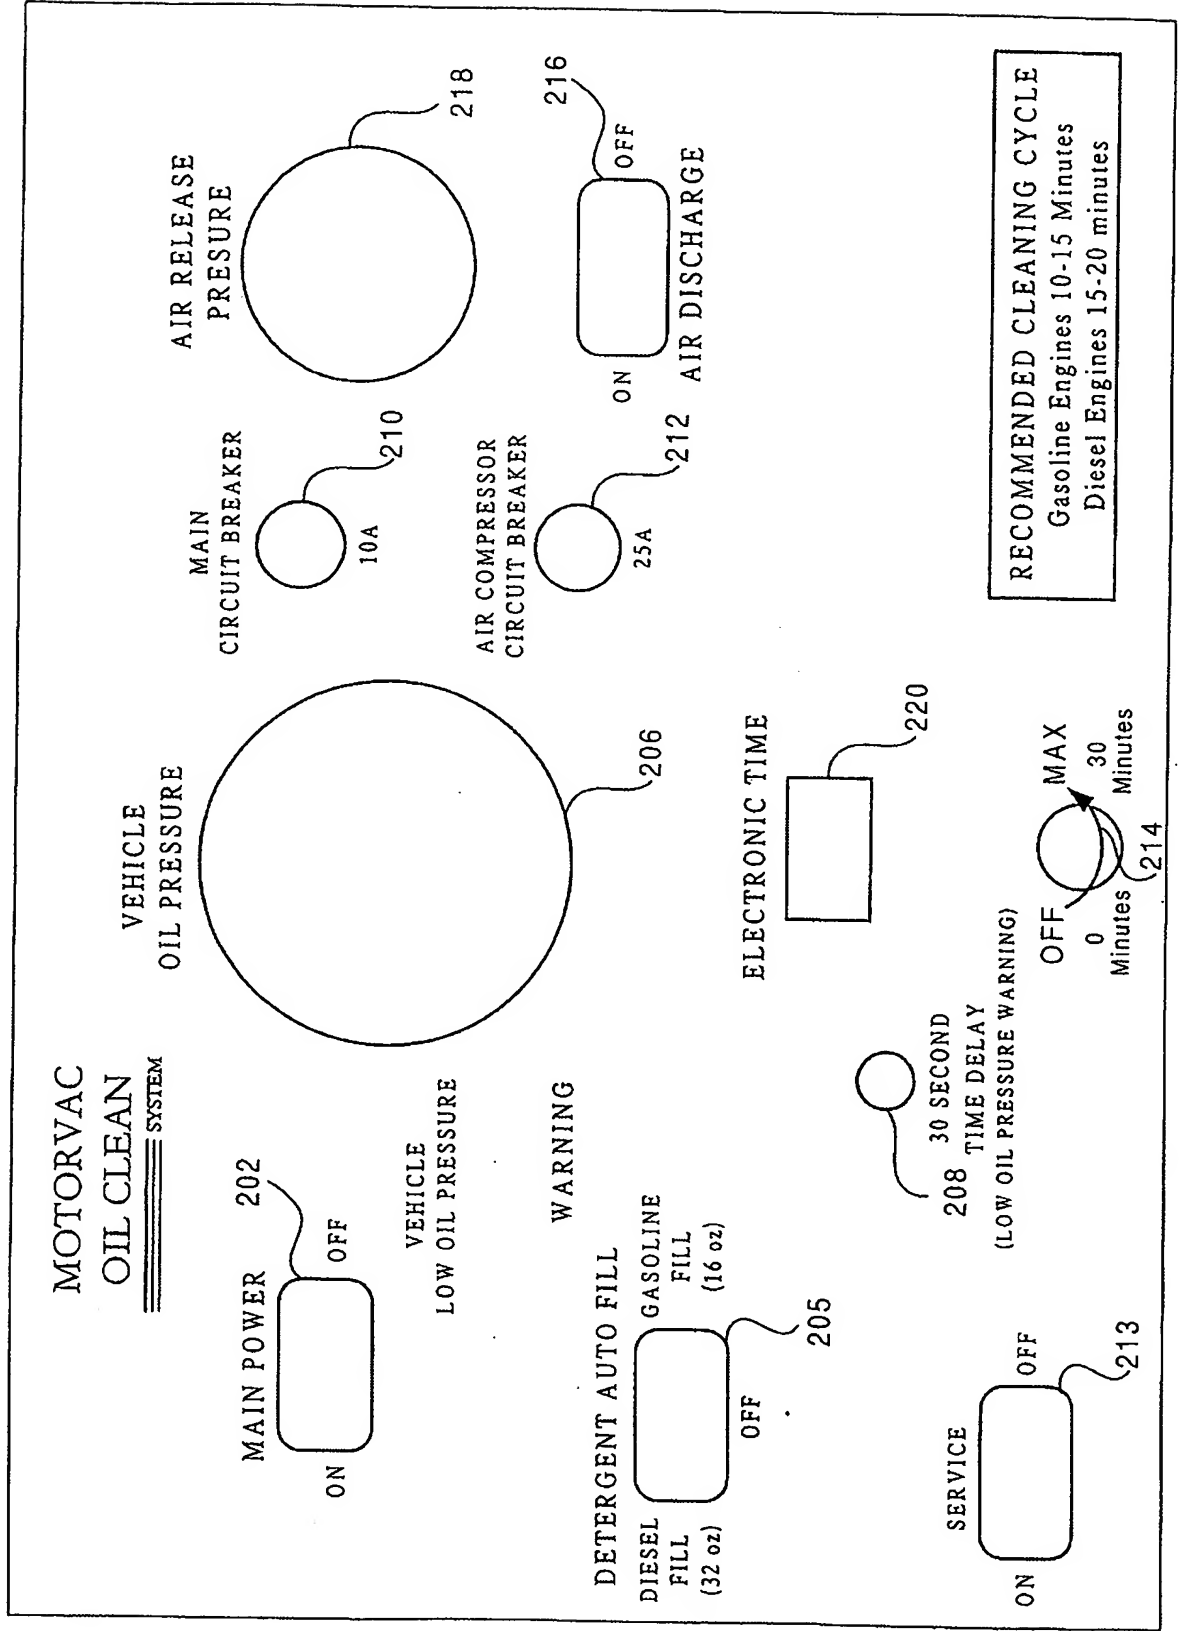 MOTORVAC
OIL CLEAN
SYSTEM
MAIN POWER
202
ON
OFF
VEHICLE
LOW OIL PRESSURE
WARNING
DETERGENT AUTO FILL
DIESEL
FILL
(32 oz)
GASOLINE
FILL
(16 oz)
OFF
205
SERVICE
ON
OFF
213
VEHICLE
OIL PRESSURE
206
ELECTRONIC TIME
220
208
30 SECOND
TIME DELAY
(LOW OIL PRESSURE WARNING)
OFF
0
Minutes
MAX
30
Minutes
214
MAIN
CIRCUIT BREAKER
210
10A
AIR COMPRESSOR
CIRCUIT BREAKER
212
25A
AIR RELEASE
PRESURE
218
216
ON
OFF
AIR DISCHARGE
RECOMMENDED CLEANING CYCLE
Gasoline Engines 10-15 Minutes
Diesel Engines 15-20 minutes